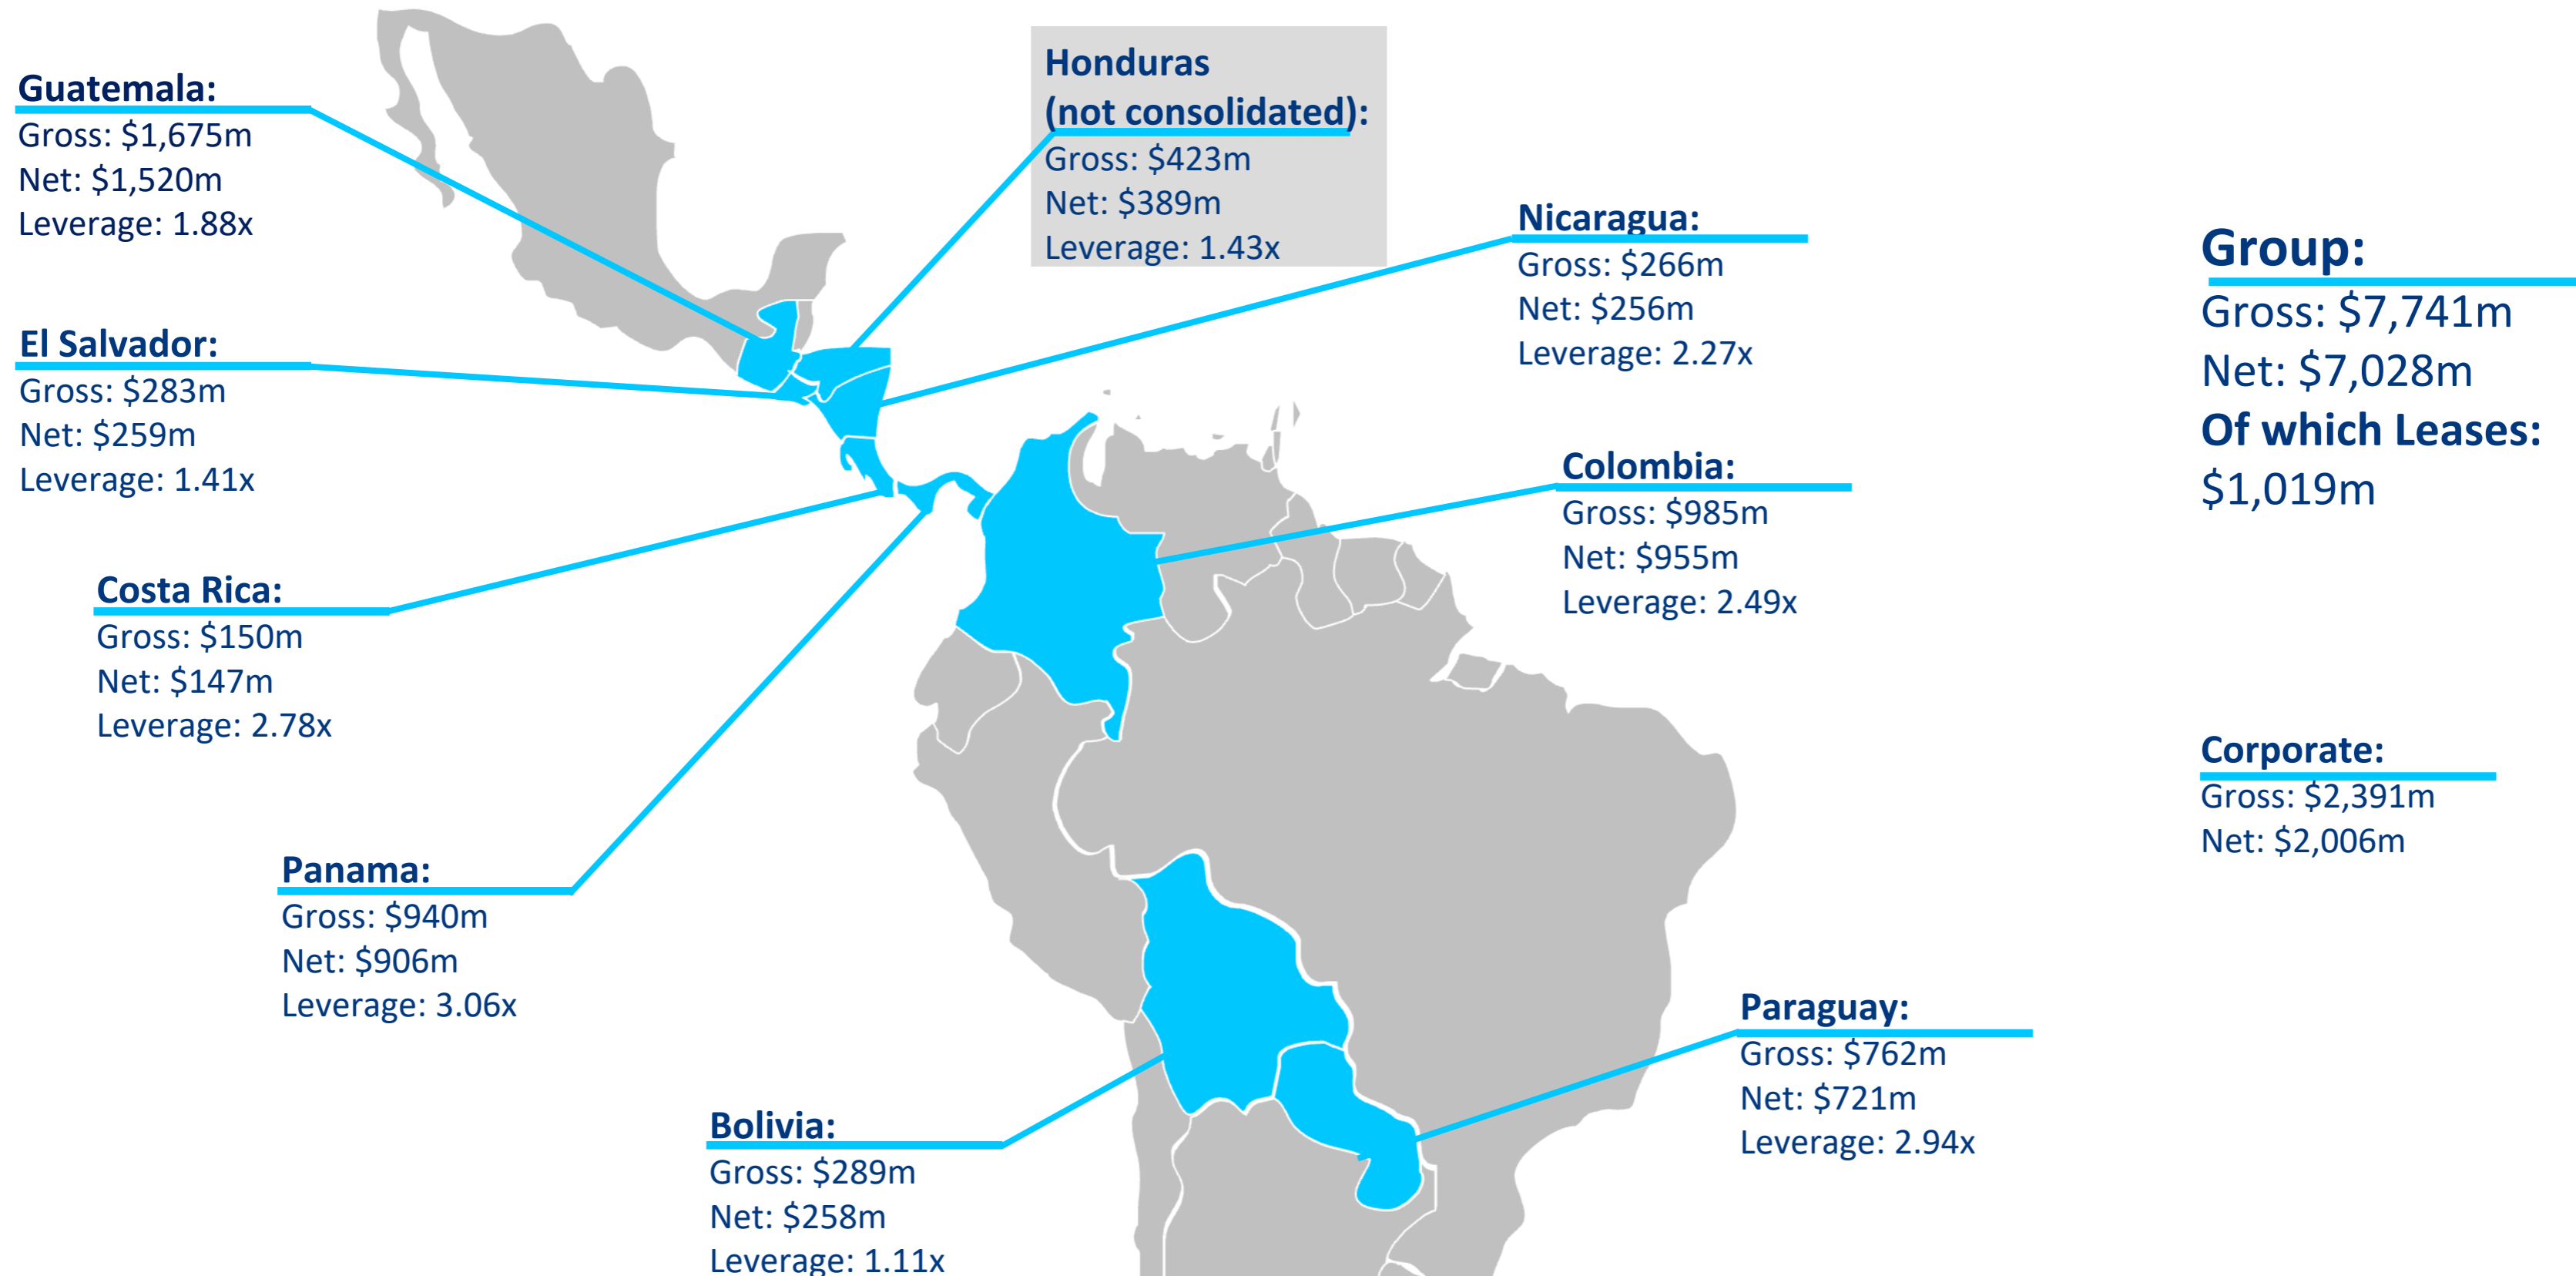 Guatemala:
Gross: $1,675m
Net: $1,520m
Leverage: 1.88x
Honduras
(not consolidated):
Gross: $423m
Net: $389m
Leverage: 1.43x
Nicaragua:
Gross: $266m
Net: $256m
Leverage: 2.27x
Group:
Gross: $7,741m
Net: $7,028m
Of which Leases:
$1,019m
El Salvador:
Gross: $283m
Net: $259m
Leverage: 1.41x
Colombia:
Gross: $985m
Net: $955m
Leverage: 2.49x
Costa Rica:
Gross: $150m
Net: $147m
Leverage: 2.78x
Corporate:
Gross: $2,391m
Net: $2,006m
Panama:
Gross: $940m
Net: $906m
Leverage: 3.06x
Paraguay:
Gross: $762m
Net: $721m
Leverage: 2.94x
Bolivia:
Gross: $289m
Net: $258m
Leverage: 1.11x